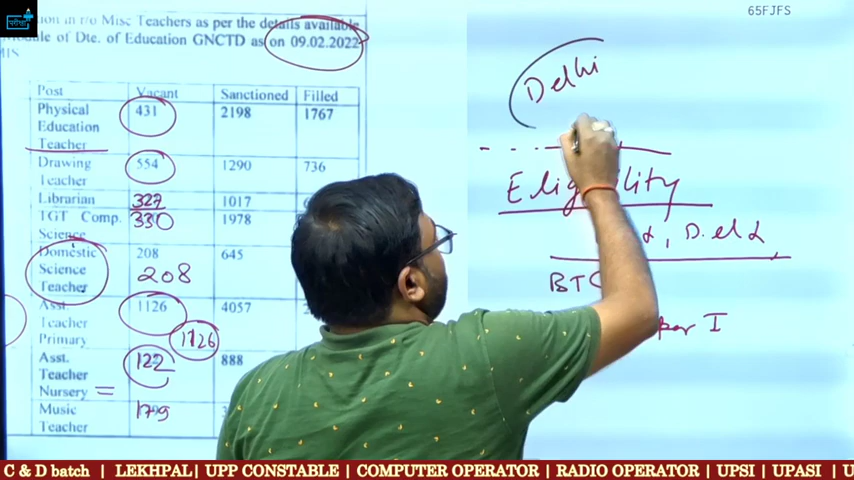 परीक्षा
65FJFS
ion in r/o Misc Teachers as per the details available
Module of Dte. of Education GNCTD as on 09.02.2022
MIS
Post Vacant Sanctioned Filled
Physical Education Teacher 431 2198 1767
Drawing Teacher 554 1290 736
Librarian 327 1017
TGT Comp. Science 330 1978
Domestic Science Teacher 208 645
208
Asst. Teacher Primary 1126 4057
1126
Asst. Teacher Nursery = 122 888
Music Teacher 179
Delhi
Eligibility
D.eld
BTC
I
C & D batch | LEKHPAL| UPP CONSTABLE | COMPUTER OPERATOR | RADIO OPERATOR | UPSI | UPASI | U